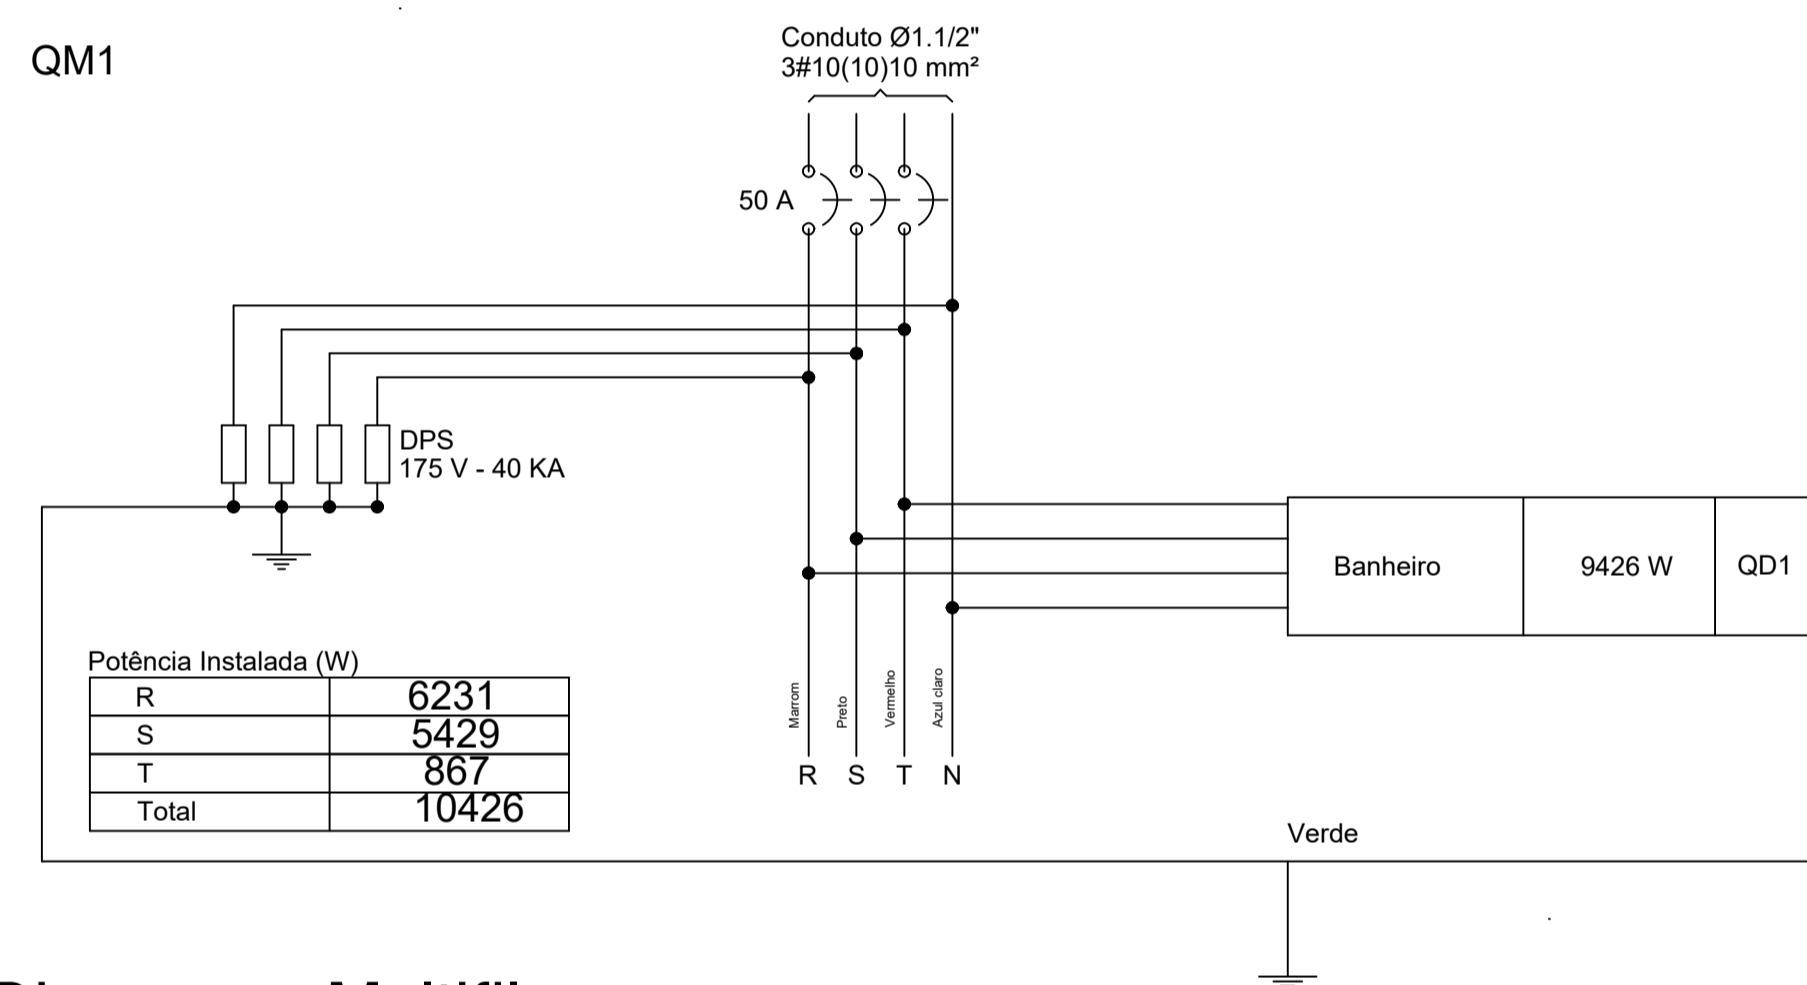 QM1
Conduto Ø1.1/2"
3#10(10)10 mm²
50 A
DPS
175 V - 40 KA
Banheiro 9426 W QD1
Potência Instalada (W)
R 6231
S 5429
T 867
Total 10426
Marrom
Preto
Vermelho
Azul claro
R S T N
Verde